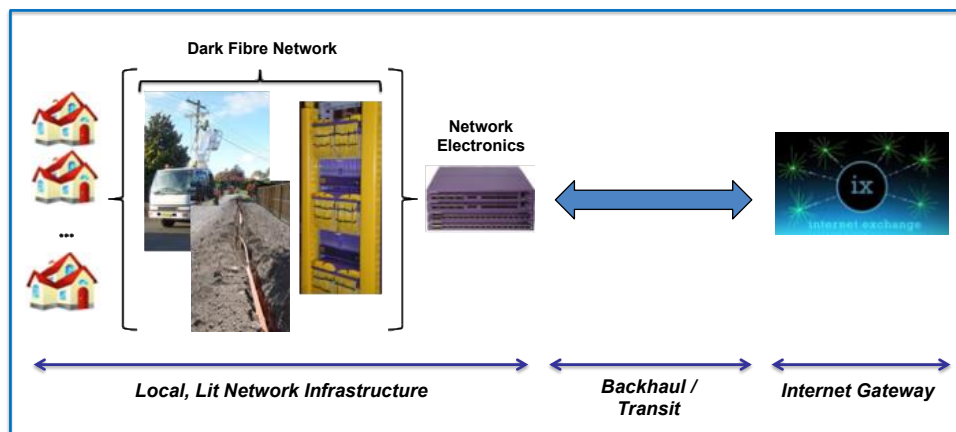 Dark Fibre Network
Network
Electronics
...
ix
internet exchange
Local, Lit Network Infrastructure
Backhaul /
Transit
Internet Gateway